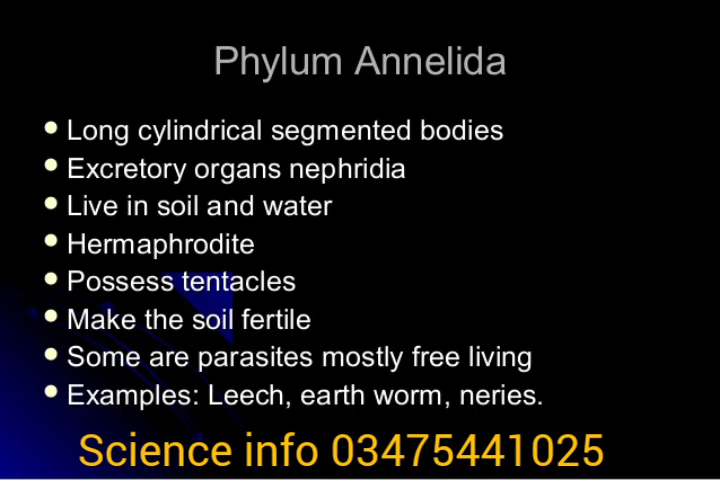 Phylum Annelida
Long cylindrical segmented bodies
Excretory organs nephridia
Live in soil and water
Hermaphrodite
Possess tentacles
Make the soil fertile
Some are parasites mostly free living
Examples: Leech, earth worm, neries.
Science info 03475441025